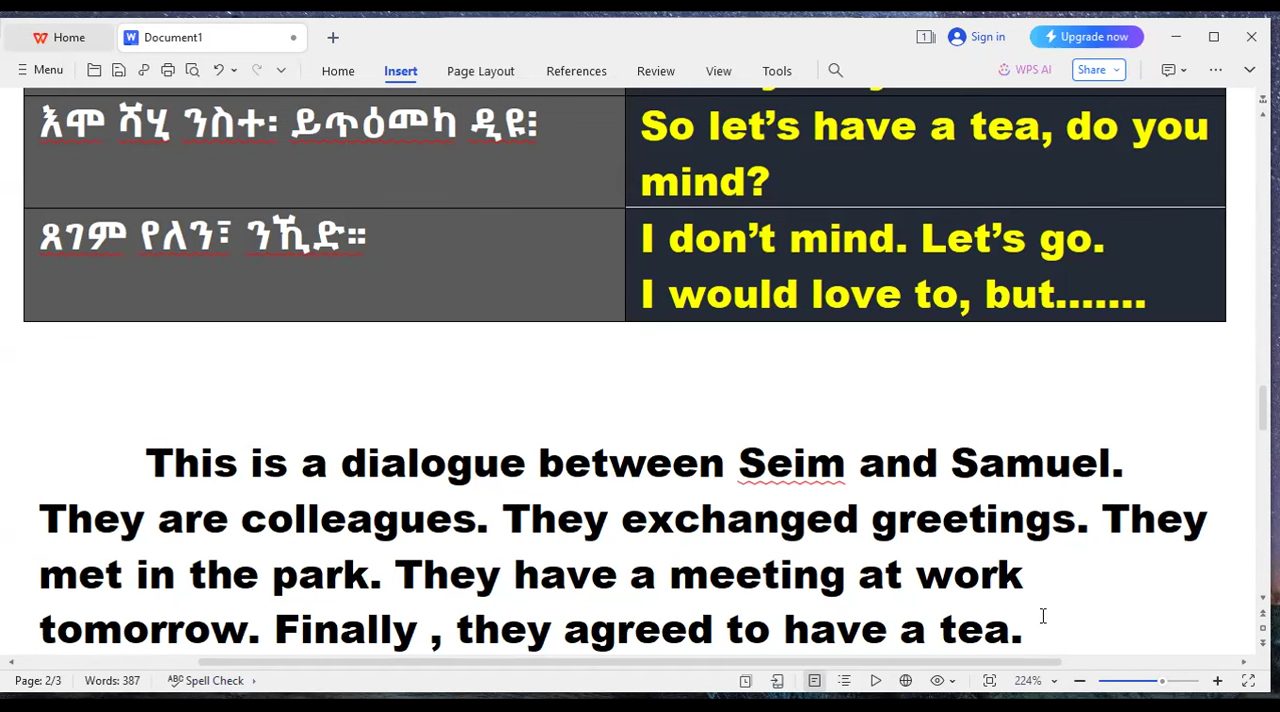 Home
Document1
1
Sign in
Upgrade now
Menu
Home
Insert
Page Layout
References
Review
View
Tools
WPS AI
Share
እሞ ሻሂ ንስተ፡ ይጥዕመካ ዲዩ፧
So let’s have a tea, do you
mind?
ጸገም የለን፣ ንኺድ።
I don’t mind. Let’s go.
I would love to, but…….
This is a dialogue between Seim and Samuel.
They are colleagues. They exchanged greetings. They
met in the park. They have a meeting at work
tomorrow. Finally , they agreed to have a tea.
Page: 2/3
Words: 387
Spell Check
224%